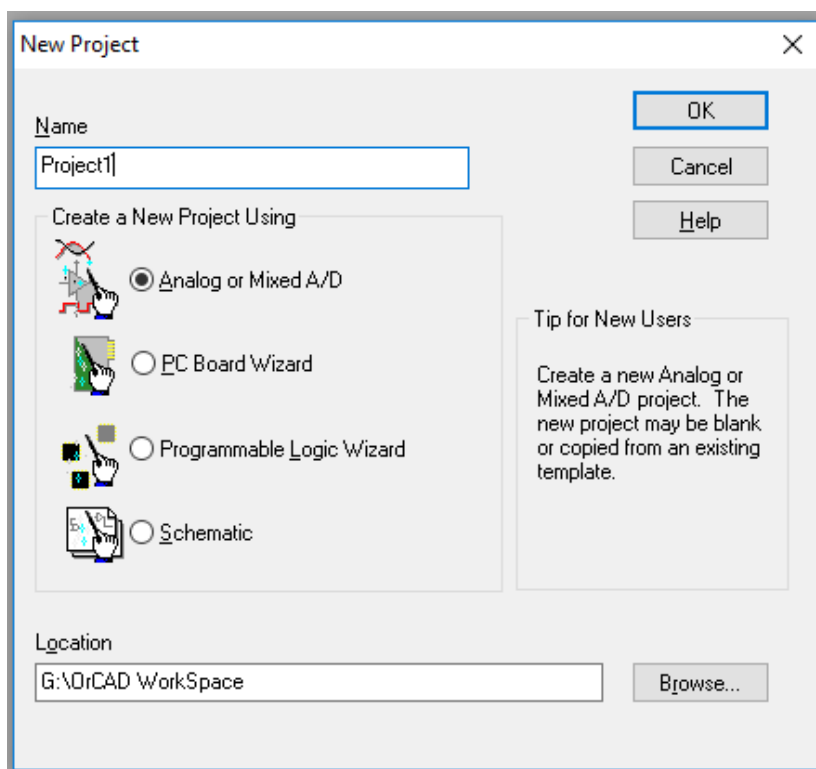 New Project
Name
Project1
OK
Cancel
Help
Create a New Project Using
Analog or Mixed A/D
PC Board Wizard
Programmable Logic Wizard
Schematic
Tip for New Users
Create a new Analog or
Mixed A/D project. The
new project may be blank
or copied from an existing
template.
Location
G:\OrCAD WorkSpace
Browse...